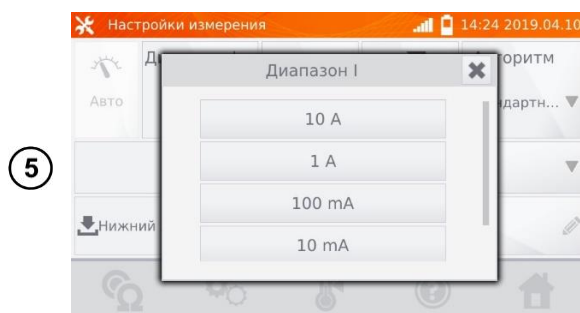 5
Настройки измерения 14:24 2019.04.10
Диапазон I
Авто
10 A
1 A
100 mA
10 mA
Нижний